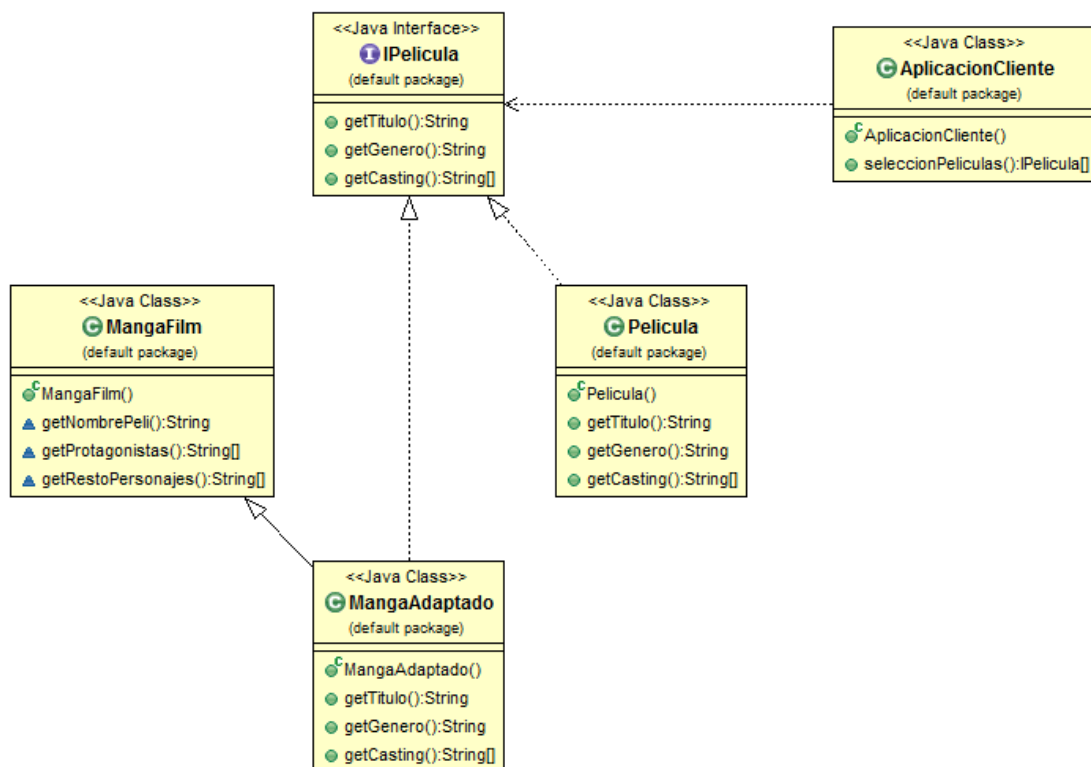 <<Java Interface>>
IPelicula
(default package)
getTitulo():String
getGenero():String
getCasting():String[]
<<Java Class>>
AplicacionCliente
(default package)
AplicacionCliente()
seleccionPeliculas():IPelicula[]
<<Java Class>>
MangaFilm
(default package)
MangaFilm()
getNombrePeli():String
getProtagonistas():String[]
getRestoPersonajes():String[]
<<Java Class>>
Pelicula
(default package)
Pelicula()
getTitulo():String
getGenero():String
getCasting():String[]
<<Java Class>>
MangaAdaptado
(default package)
MangaAdaptado()
getTitulo():String
getGenero():String
getCasting():String[]